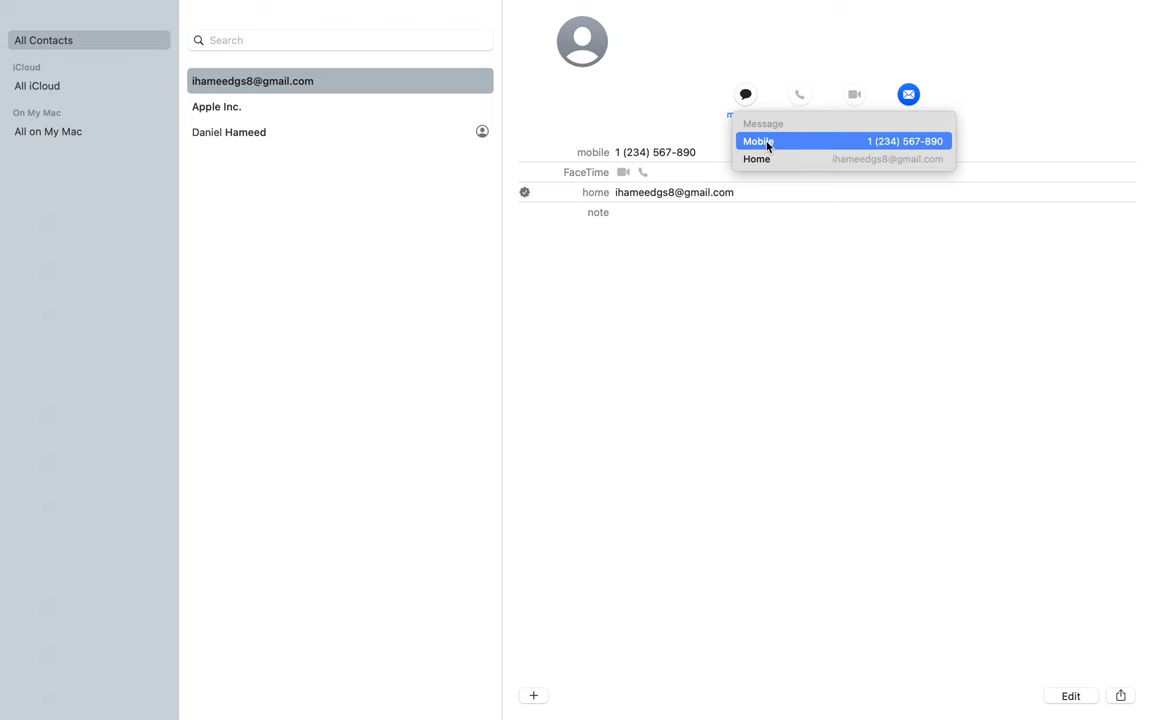 All Contacts
iCloud
All iCloud
On My Mac
All on My Mac
Search
ihameedgs8@gmail.com
Apple Inc.
Daniel Hameed
Message
Mobile 1 (234) 567-890
Home ihameedgs8@gmail.com
mobile 1 (234) 567-890
FaceTime
home ihameedgs8@gmail.com
note
+
Edit